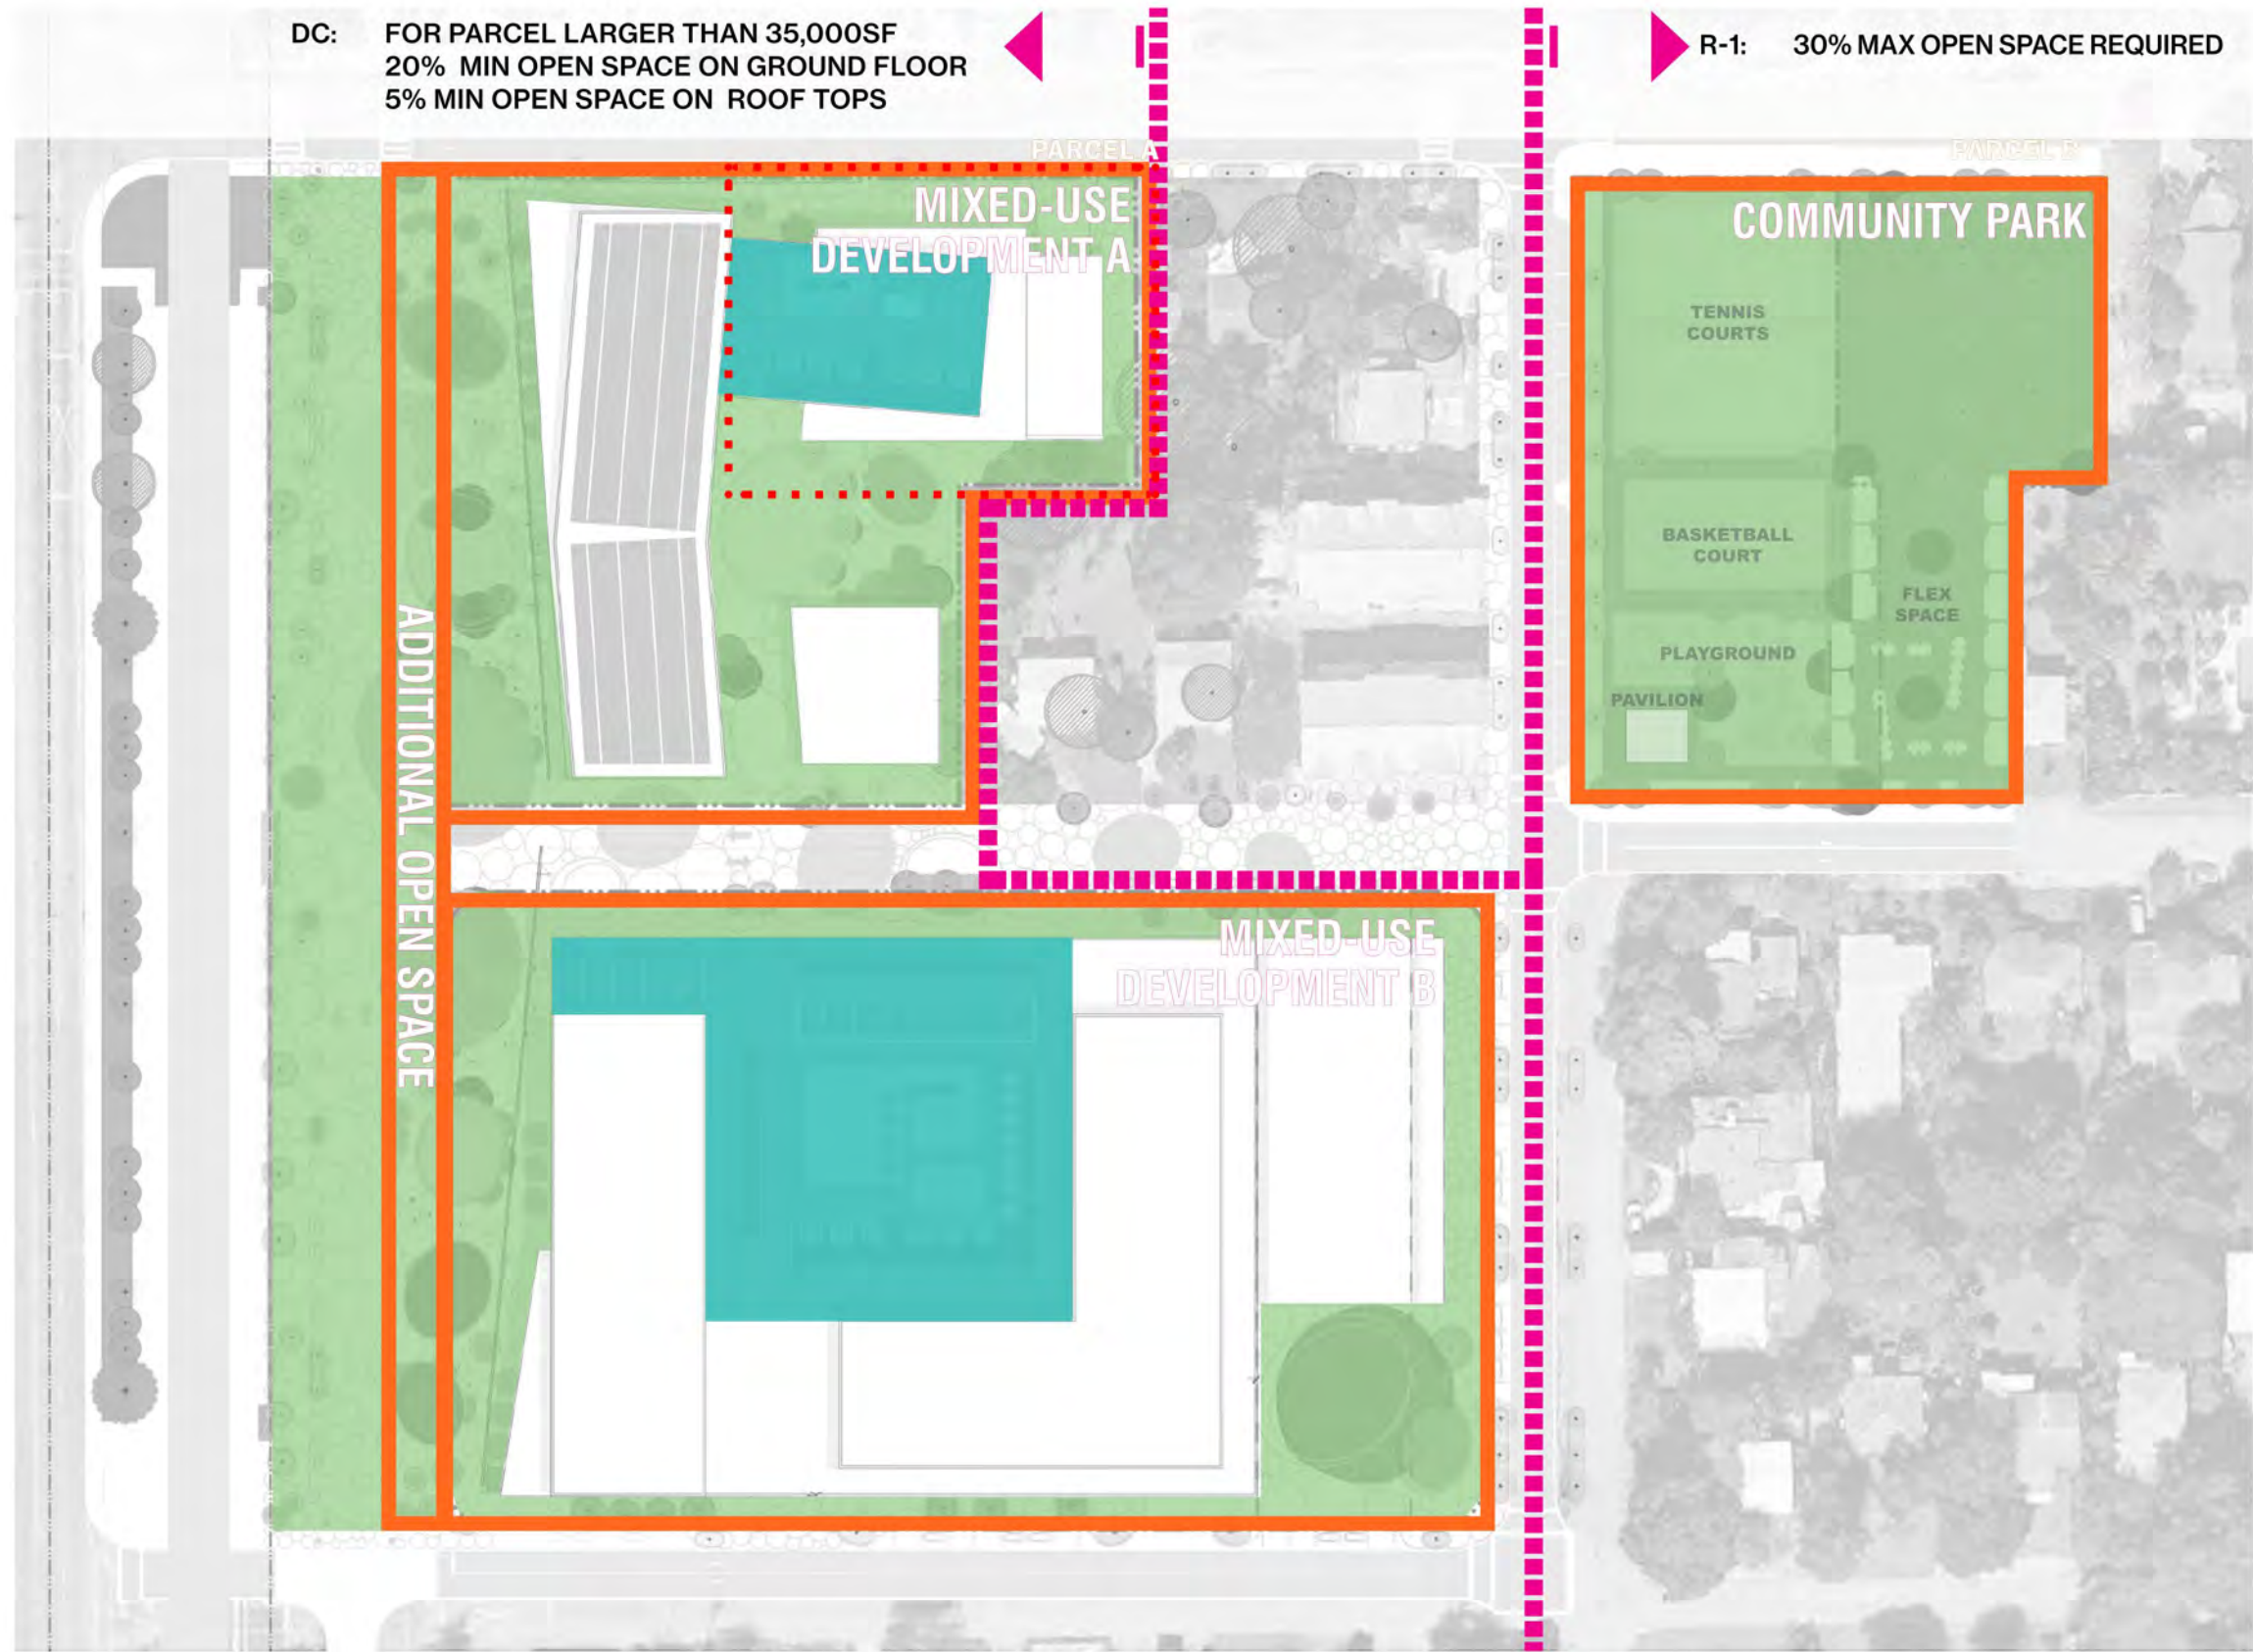 DC: FOR PARCEL LARGER THAN 35,000SF
20% MIN OPEN SPACE ON GROUND FLOOR
5% MIN OPEN SPACE ON ROOF TOPS
R-1: 30% MAX OPEN SPACE REQUIRED
PARCEL A
PARCEL B
MIXED-USE
DEVELOPMENT A
COMMUNITY PARK
TENNIS
COURTS
BASKETBALL
COURT
FLEX
SPACE
PLAYGROUND
PAVILION
ADDITIONAL OPEN SPACE
MIXED-USE
DEVELOPMENT B